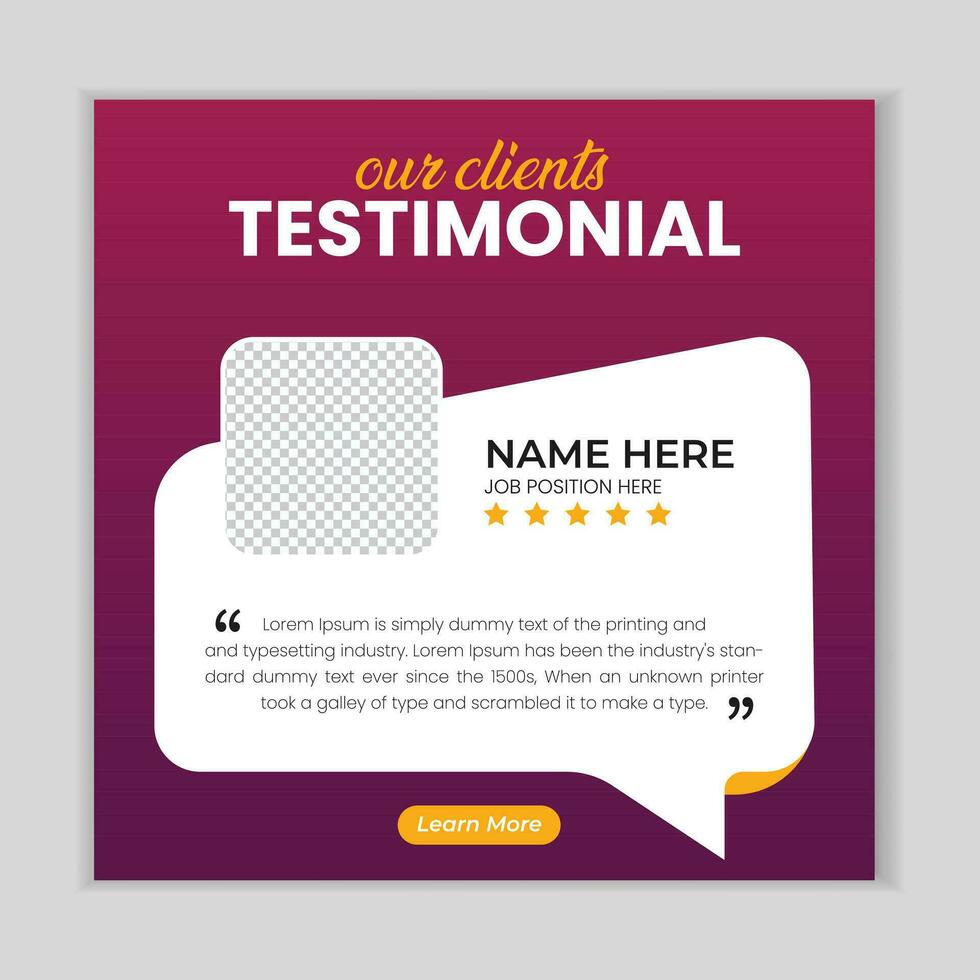 our clients
TESTIMONIAL
NAME HERE
JOB POSITION HERE
“ Lorem Ipsum is simply dummy text of the printing and
and typesetting industry. Lorem Ipsum has been the industry's stan-
dard dummy text ever since the 1500s, When an unknown printer
took a galley of type and scrambled it to make a type. ”
Learn More